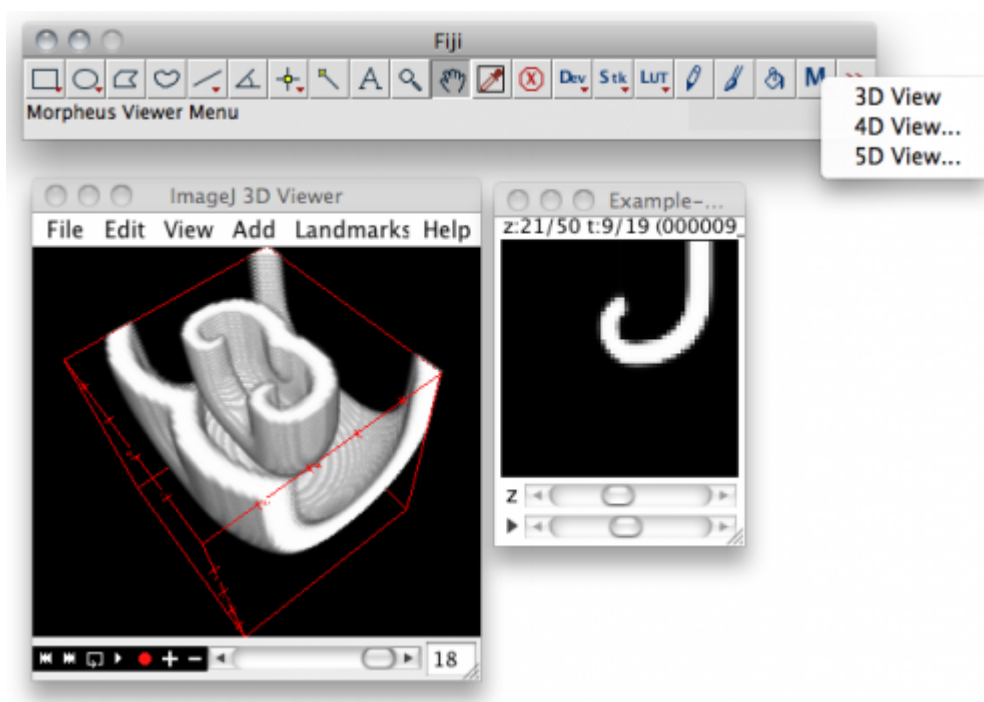 Fiji
A Dev Stk LUT M >>
Morpheus Viewer Menu
3D View
4D View...
5D View...
ImageJ 3D Viewer
File Edit View Add Landmarks Help
18
Example-...
z:21/50 t:9/19 (000009_
z